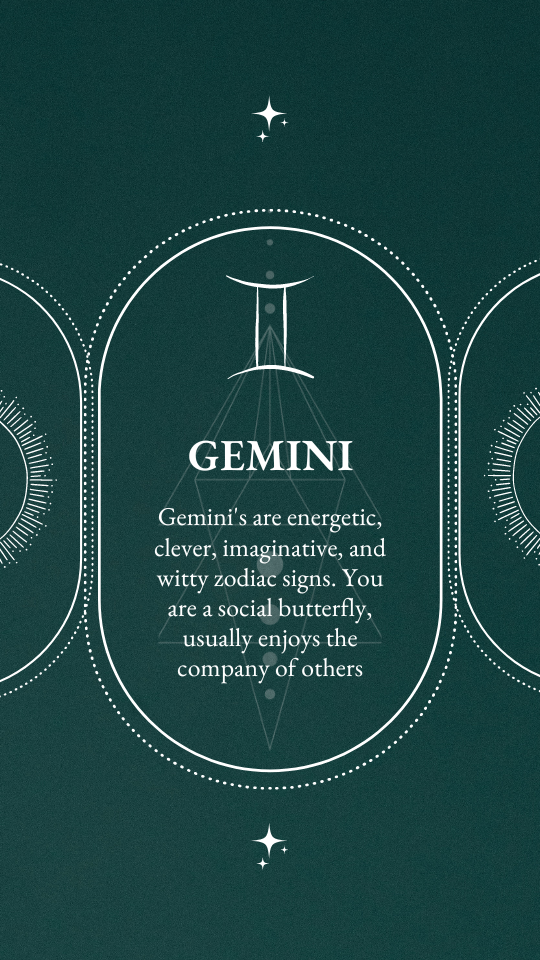 GEMINI
Gemini's are energetic,
clever, imaginative, and
witty zodiac signs. You
are a social butterfly,
usually enjoys the
company of others